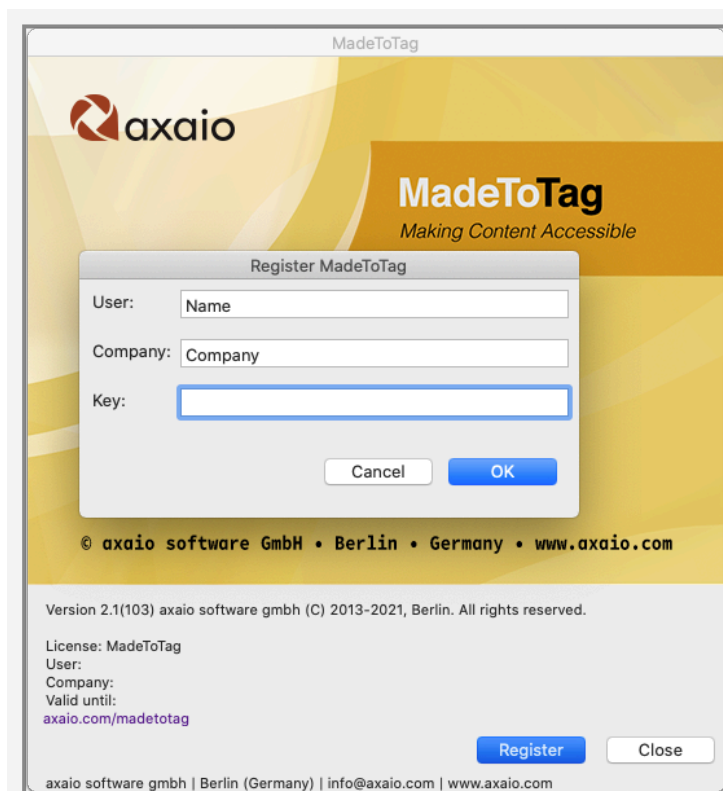 MadeToTag
axaio
MadeToTag
Making Content Accessible
Register MadeToTag
User: Name
Company: Company
Key:
Cancel OK
© axaio software GmbH • Berlin • Germany • www.axaio.com
Version 2.1(103) axaio software gmbh (C) 2013-2021, Berlin. All rights reserved.
License: MadeToTag
User:
Company:
Valid until:
axaio.com/madetotag
Register Close
axaio software gmbh | Berlin (Germany) | info@axaio.com | www.axaio.com